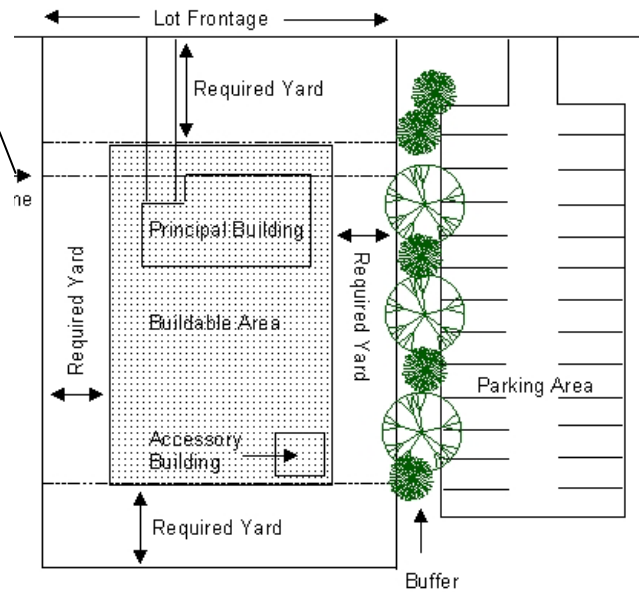 Lot Frontage
Required Yard
ne
Principal Building
Required Yard
Required Yard
Buildable Area
Parking Area
Accessory
Building
Required Yard
Buffer